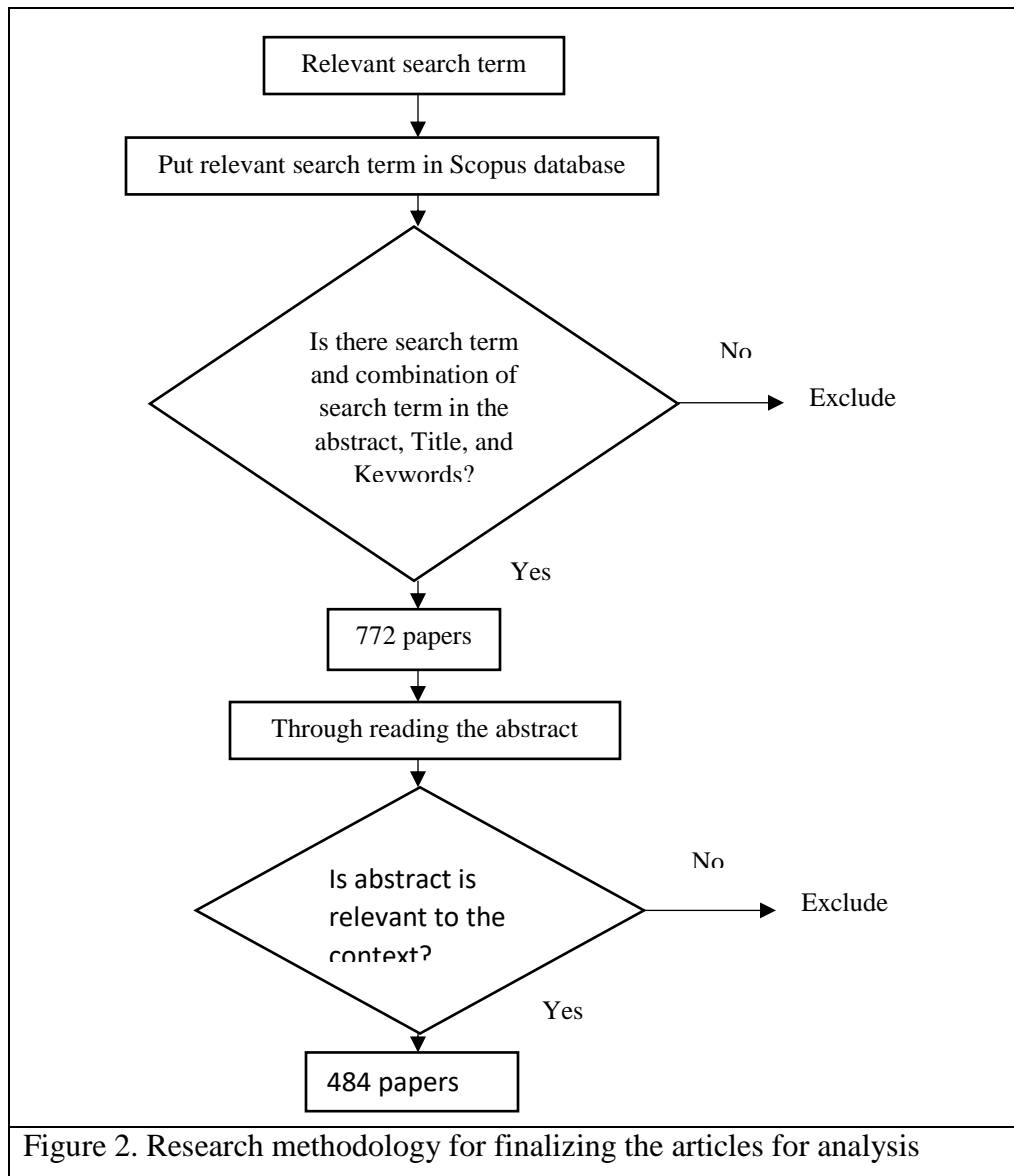 Relevant search term
Put relevant search term in Scopus database
Is there search term
and combination of
search term in the
abstract, Title, and
Keywords?
No
Exclude
Yes
772 papers
Through reading the abstract
Is abstract is
relevant to the
context?
No
Exclude
Yes
484 papers
Figure 2. Research methodology for finalizing the articles for analysis